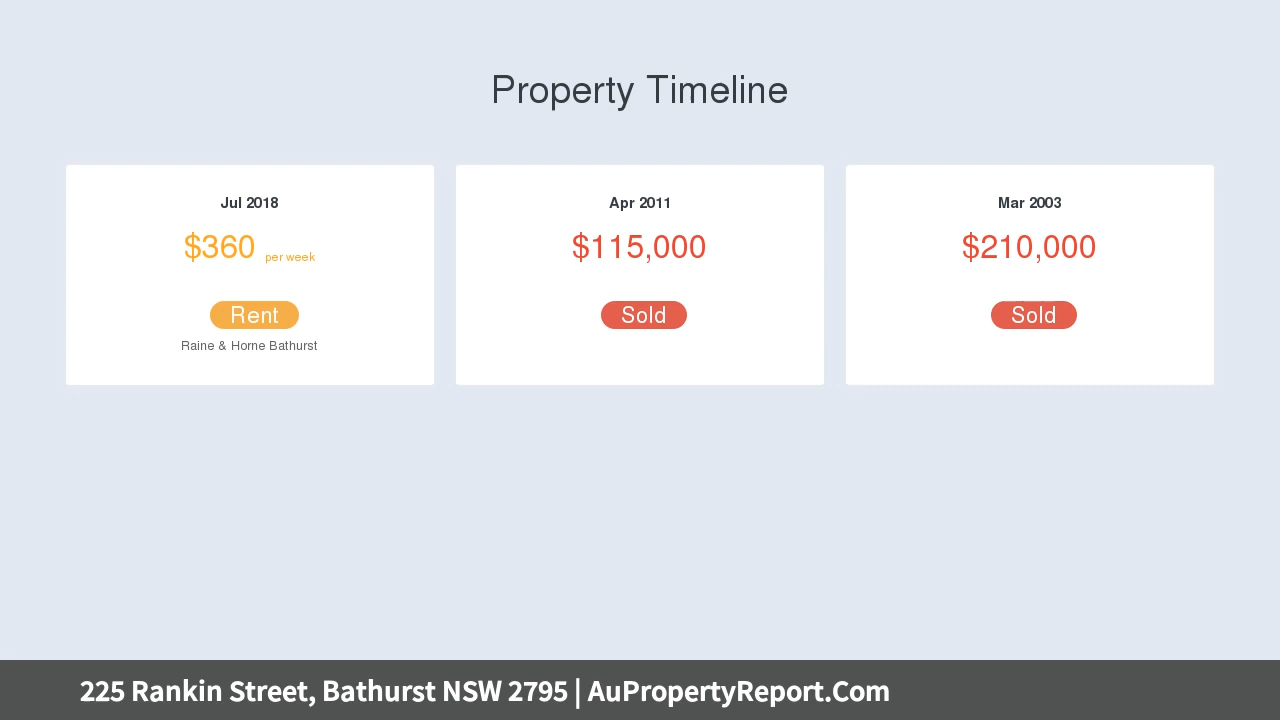 Property Timeline
Jul 2018
$360 per week
Rent
Raine & Horne Bathurst
Apr 2011
$115,000
Sold
Mar 2003
$210,000
Sold
225 Rankin Street, Bathurst NSW 2795 | AuPropertyReport.Com